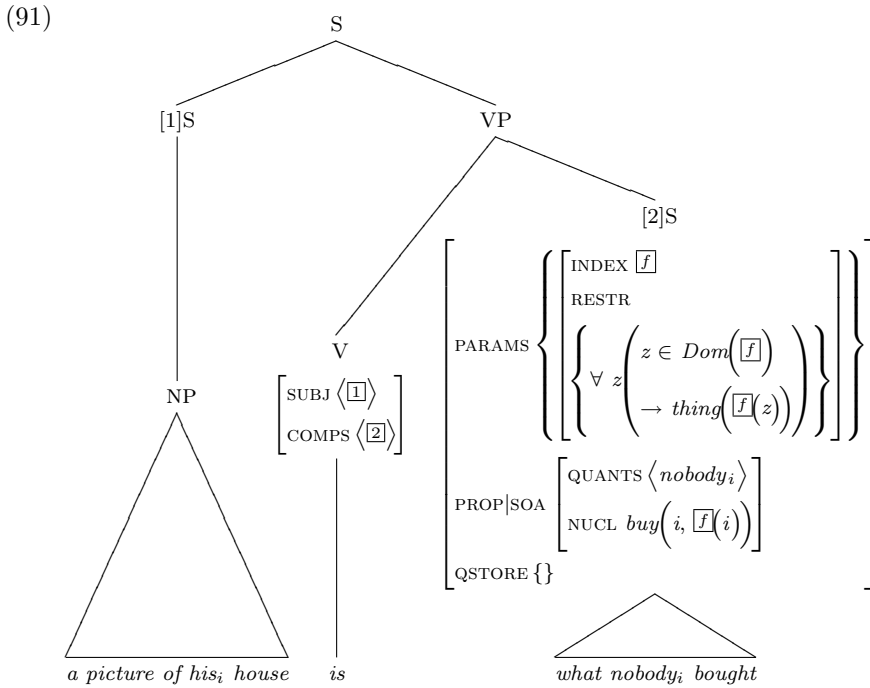 (91)
S
[1]S VP
[2]S
INDEX f
RESTR
PARAMS { [ { ∀ z ( z ∈ Dom(f)
→ thing(f(z)) ) } ] }
V
SUBJ ⟨1⟩
COMPS ⟨2⟩
NP
QUANTS ⟨nobody_i⟩
PROP|SOA
NUCL buy(i, f(i))
QSTORE {}
a picture of his_i house is what nobody_i bought